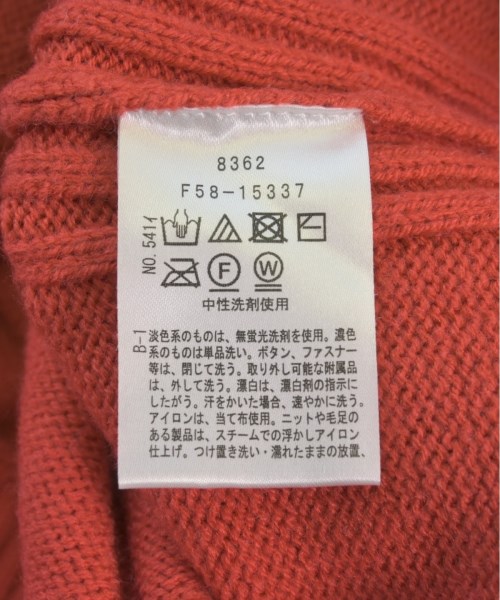 8362
F58-15337
NO.541イ
F W
中性洗剤使用
B-1
淡色系のものは、無蛍光洗剤を使用。濃色
系のものは単品洗い。ボタン、ファスナー
等は、閉じて洗う。取り外し可能な附属品
は、外して洗う。漂白は、漂白剤の指示に
したがう。汗をかいた場合、速やかに洗う。
アイロンは、当て布使用。ニットや毛足の
ある製品は、スチームでの浮かしアイロン
仕上げ。つけ置き洗い・濡れたままの放置、